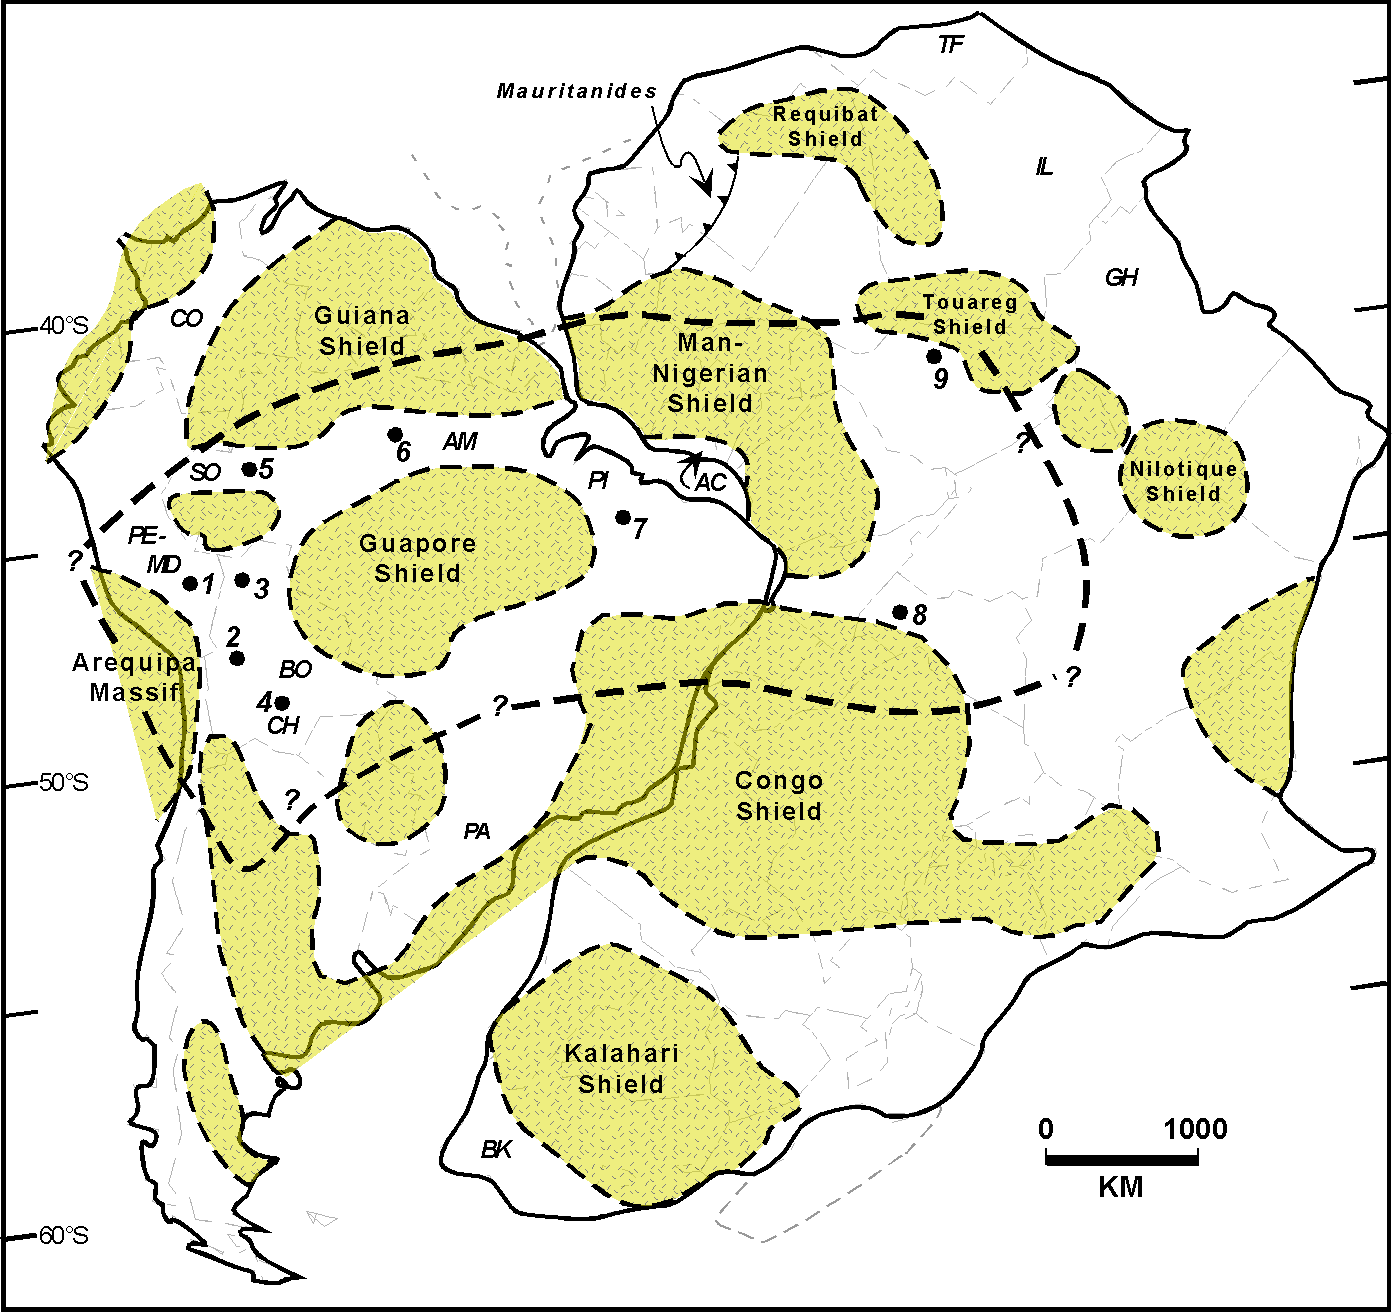 TF
Mauritanides
Requibat
Shield
IL
GH
CO
40°S
Guiana
Shield
Touareg
Shield
Man-
Nigerian
Shield
9
?
6
AM
SO
5
PI
AC
Nilotique
Shield
7
PE-
MD
?
1
3
Guapore
Shield
8
2
Arequipa
Massif
BO
4
CH
?
?
50°S
?
Congo
Shield
PA
Kalahari
Shield
BK
0
1000
KM
60°S